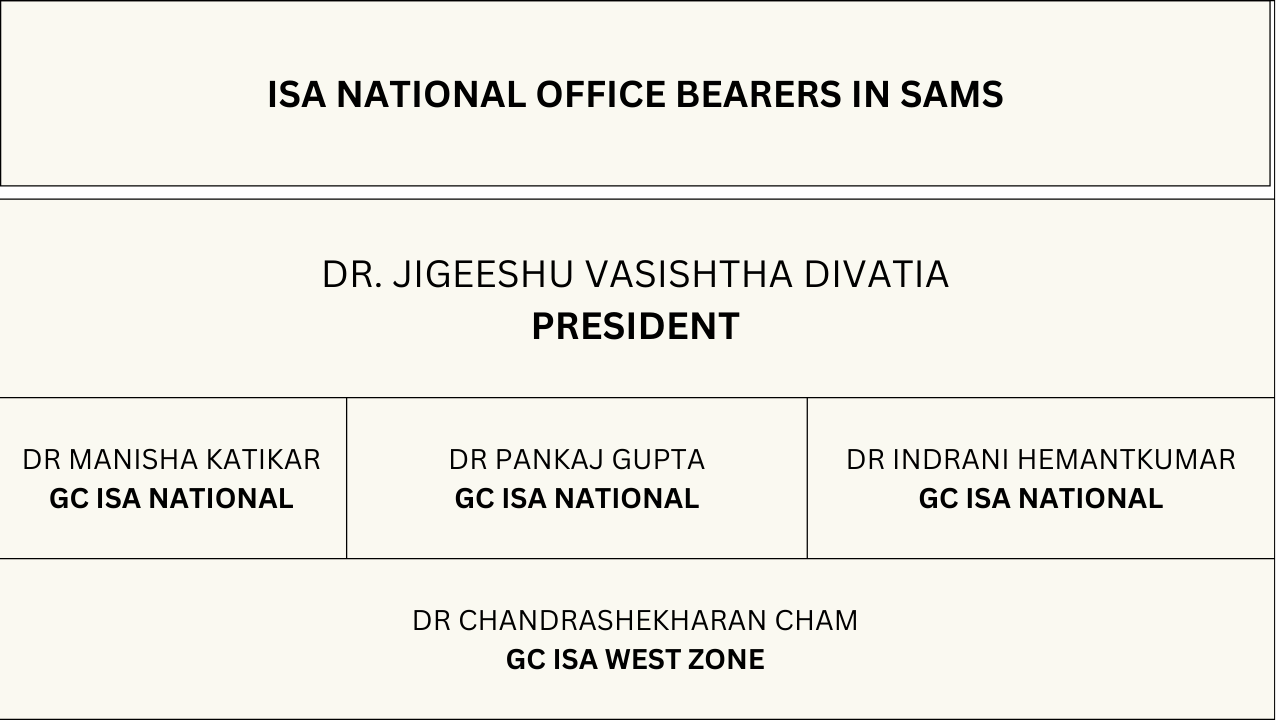 ISA NATIONAL OFFICE BEARERS IN SAMS
DR. JIGEESHU VASISHTHA DIVATIA
PRESIDENT
DR MANISHA KATIKAR
GC ISA NATIONAL
DR PANKAJ GUPTA
GC ISA NATIONAL
DR INDRANI HEMANTKUMAR
GC ISA NATIONAL
DR CHANDRASHEKHARAN CHAM
GC ISA WEST ZONE